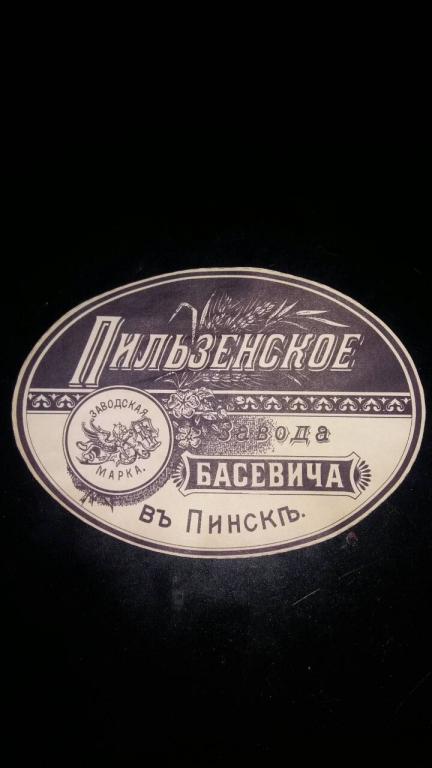 Пильзенское
ЗАВОДСКАЯ
МАРКА.
Завода
БАСЕВИЧА
въ Пинскѣ.